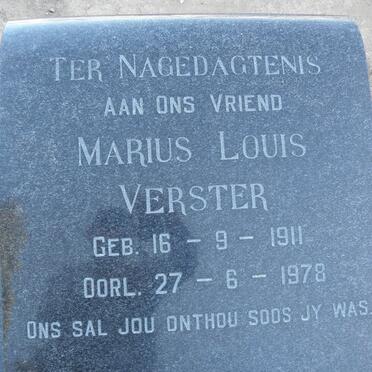 TER NAGEDAGTENIS
AAN ONS VRIEND
MARIUS LOUIS
VERSTER
GEB. 16 - 9 - 1911
OORL. 27 - 6 - 1978
ONS SAL JOU ONTHOU SOOS JY WAS.